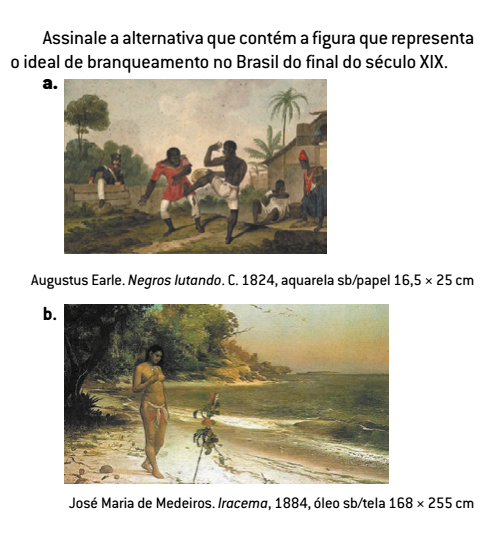 Assinale a alternativa que contém a figura que representa
o ideal de branqueamento no Brasil do final do século XIX.
a.
Augustus Earle. Negros lutando. C. 1824, aquarela sb/papel 16,5 × 25 cm
b.
José Maria de Medeiros. Iracema, 1884, óleo sb/tela 168 × 255 cm